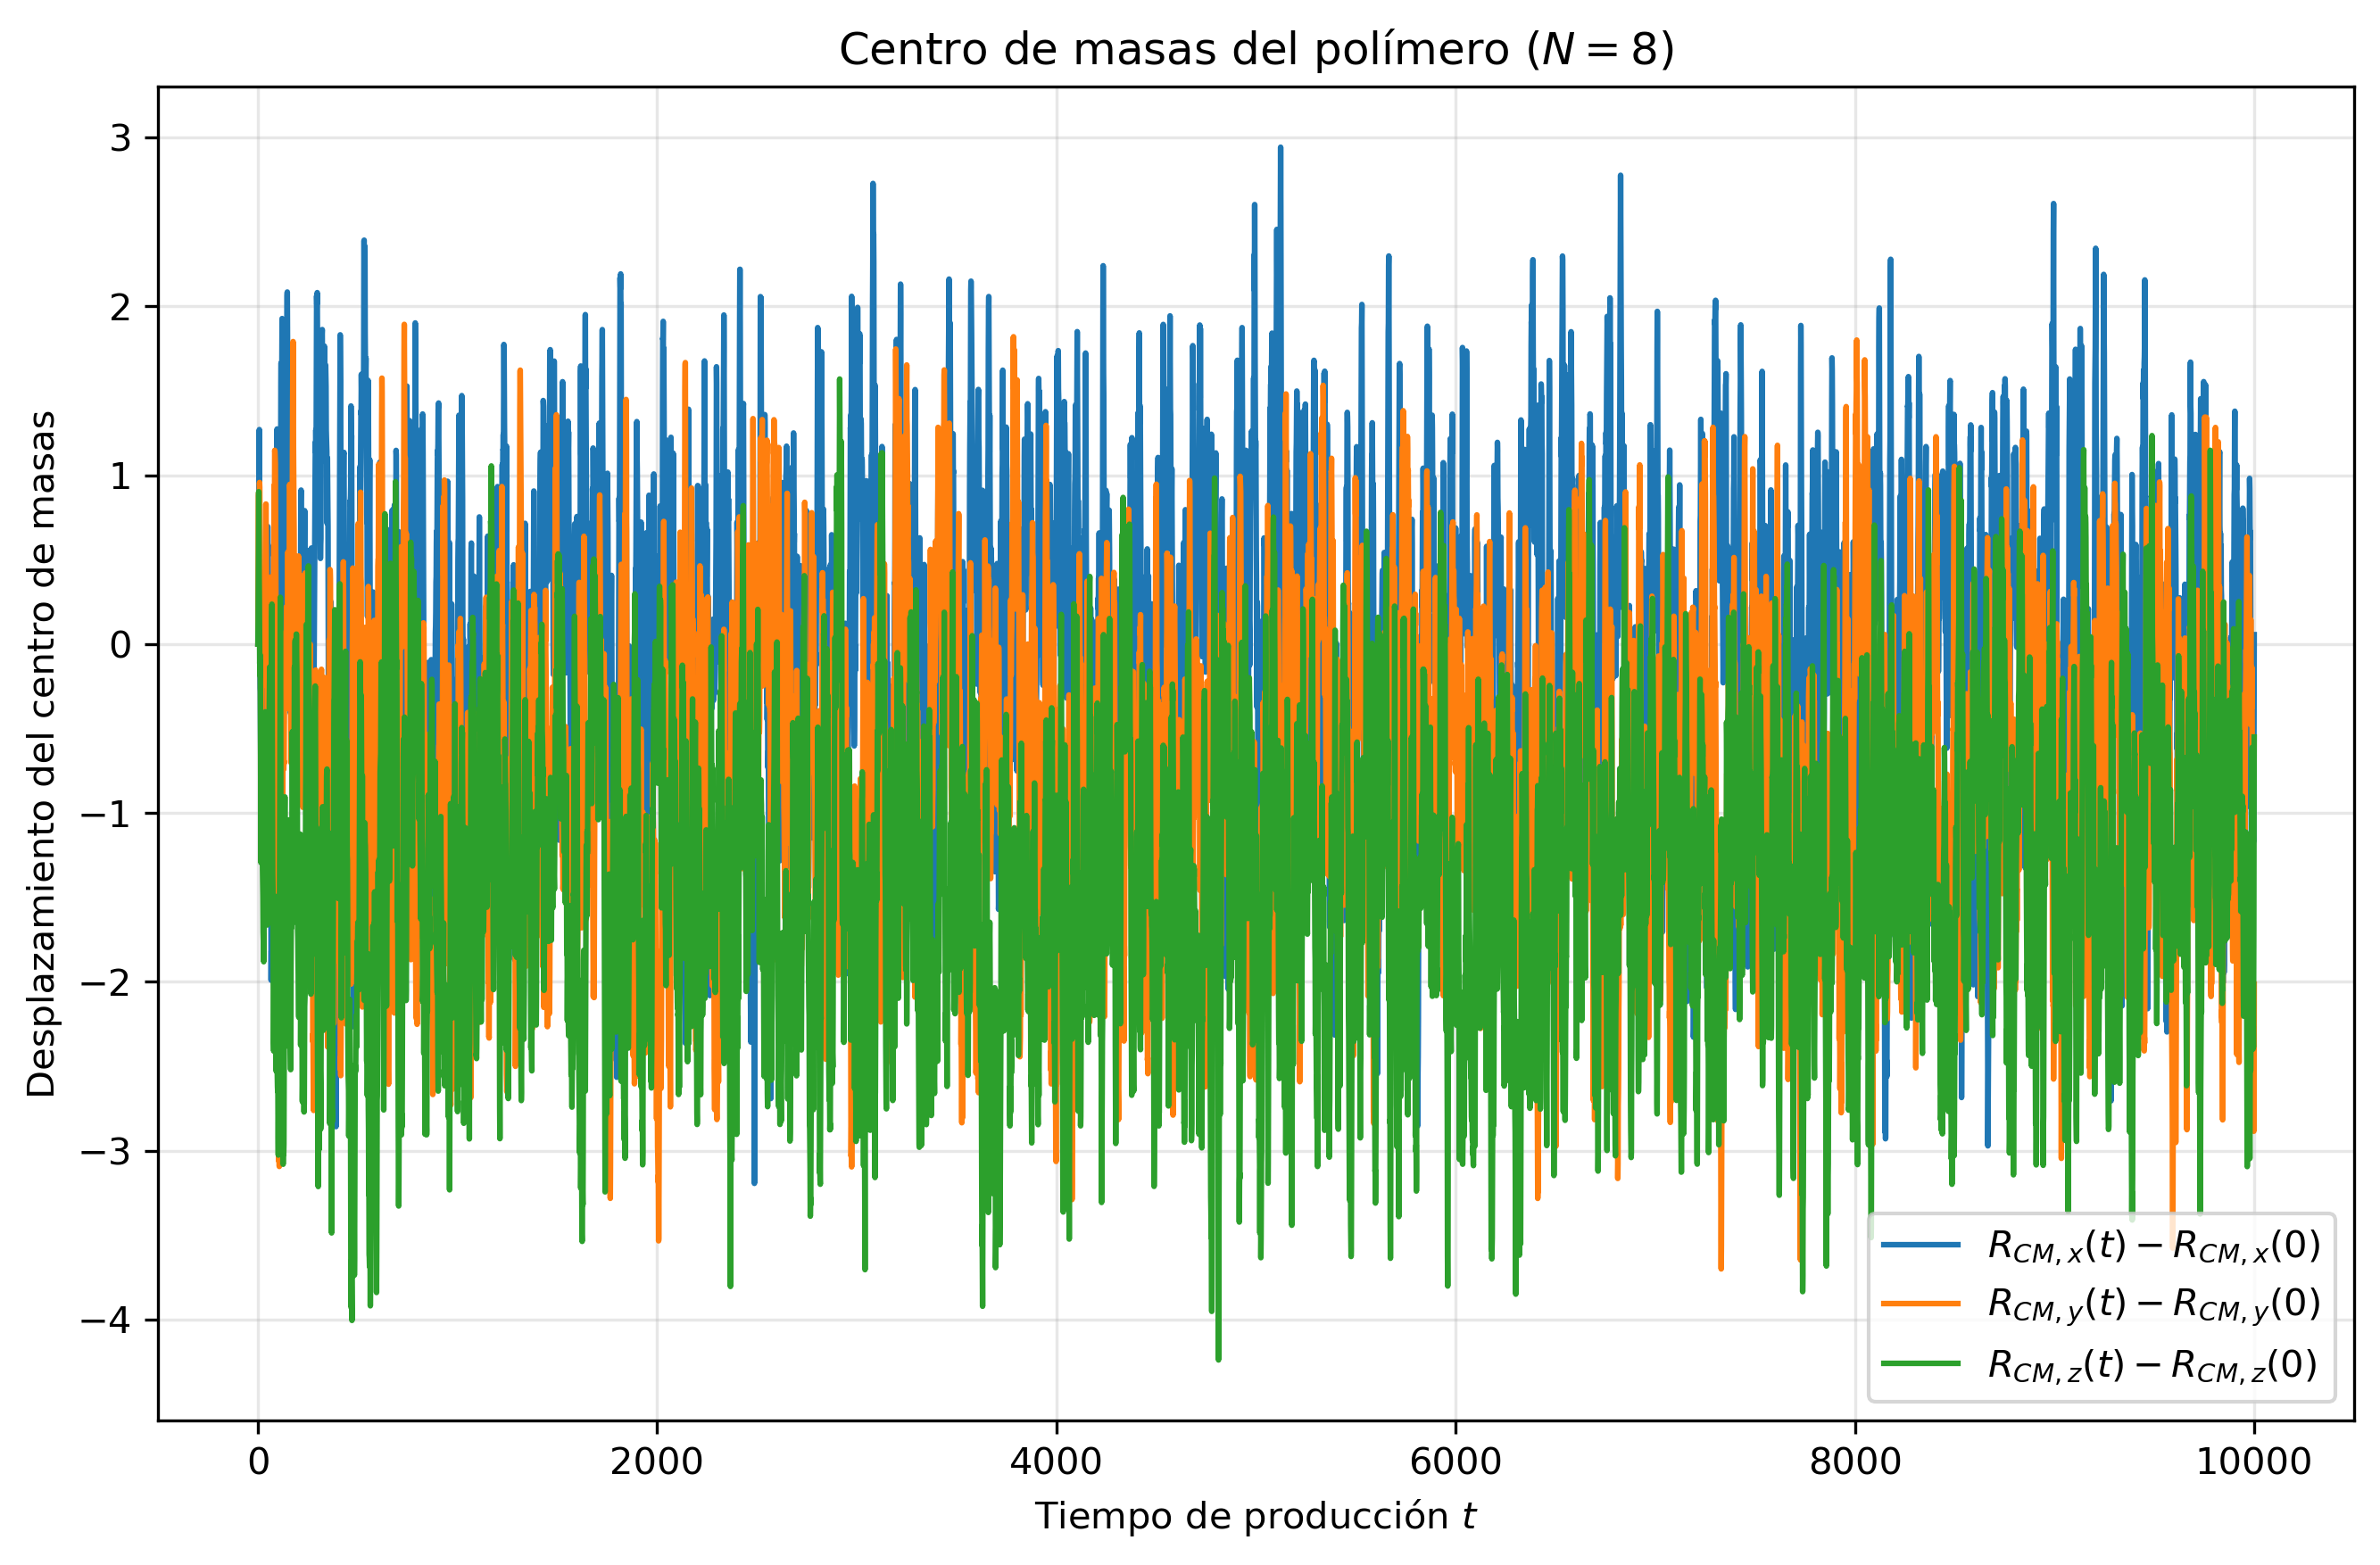 Centro de masas del polímero (N = 8)
Desplazamiento del centro de masas
3
2
1
0
−1
−2
−3
−4
R_{CM, x}(t) − R_{CM, x}(0)
R_{CM, y}(t) − R_{CM, y}(0)
R_{CM, z}(t) − R_{CM, z}(0)
0 2000 4000 6000 8000 10000
Tiempo de producción t